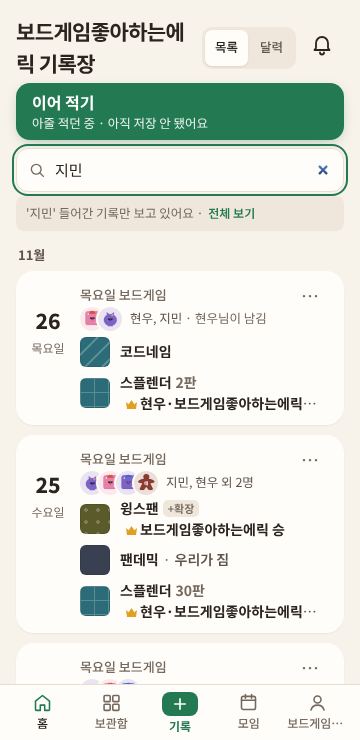 보드게임좋아하는에
릭 기록장
목록
달력
이어 적기
아줄 적던 중 · 아직 저장 안 됐어요
지민
'지민' 들어간 기록만 보고 있어요 · 전체 보기
11월
목요일 보드게임
26
목요일
현우, 지민 · 현우님이 남김
코드네임
스플렌더 2판
현우·보드게임좋아하는에릭…
목요일 보드게임
25
수요일
지민, 현우 외 2명
윙스팬 +확장
보드게임좋아하는에릭 승
팬데믹 · 우리가 짐
스플렌더 30판
현우·보드게임좋아하는에릭…
목요일 보드게임
홈
보관함
기록
모임
보드게임…